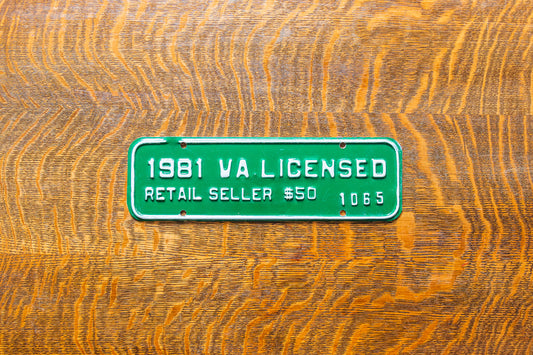 1981 VA. LICENSED
RETAIL SELLER $50 1065